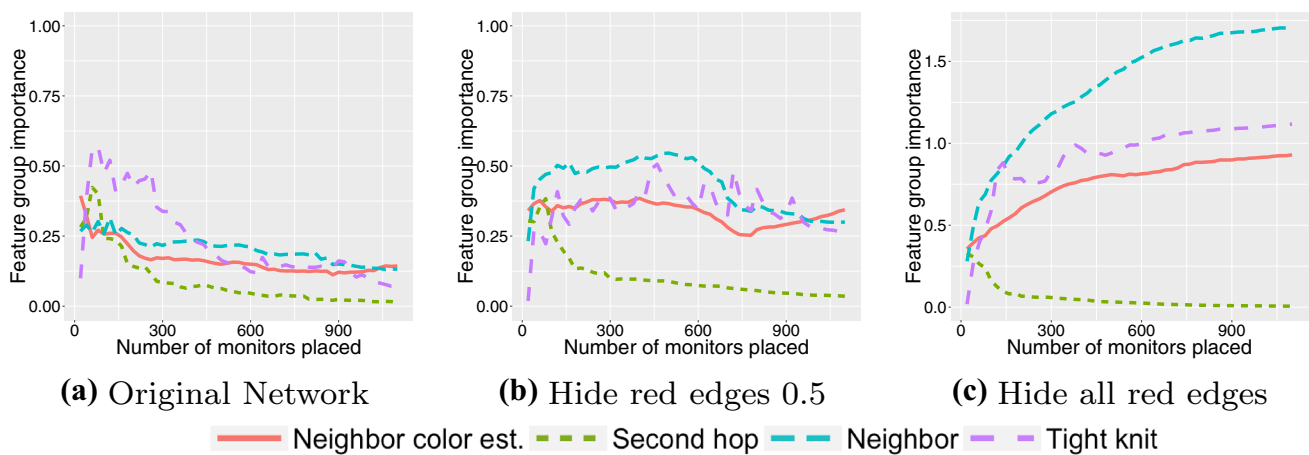 1.00
0.75
0.50
0.25
0.00
Feature group importance
0 300 600 900
Number of monitors placed
(a) Original Network
1.00
0.75
0.50
0.25
0.00
Feature group importance
0 300 600 900
Number of monitors placed
(b) Hide red edges 0.5
1.5
1.0
0.5
0.0
Feature group importance
0 300 600 900
Number of monitors placed
(c) Hide all red edges
Neighbor color est. Second hop Neighbor Tight knit